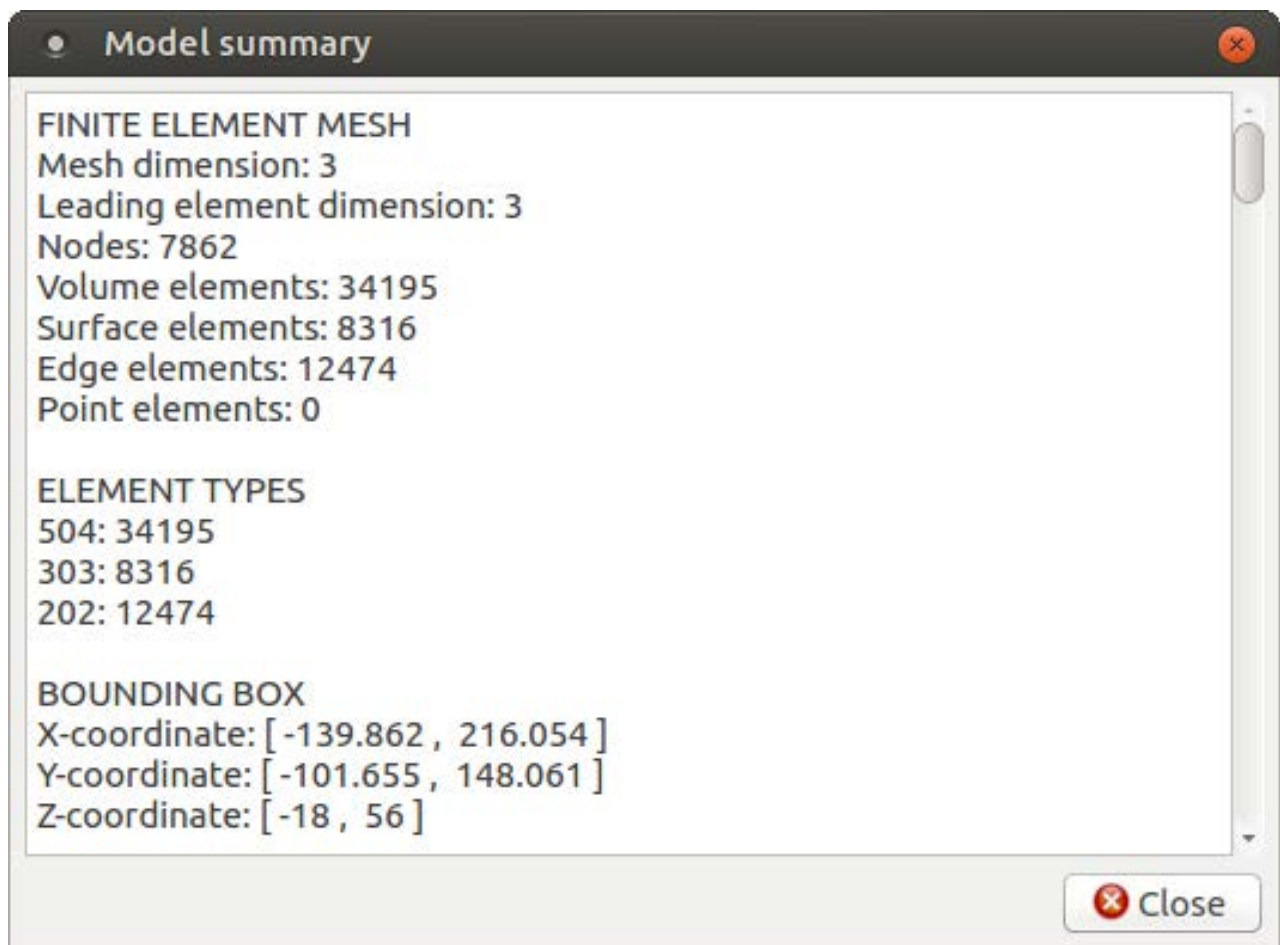 Model summary
FINITE ELEMENT MESH
Mesh dimension: 3
Leading element dimension: 3
Nodes: 7862
Volume elements: 34195
Surface elements: 8316
Edge elements: 12474
Point elements: 0
ELEMENT TYPES
504: 34195
303: 8316
202: 12474
BOUNDING BOX
X-coordinate: [ -139.862 ,  216.054 ]
Y-coordinate: [ -101.655 ,  148.061 ]
Z-coordinate: [ -18 ,  56 ]
Close